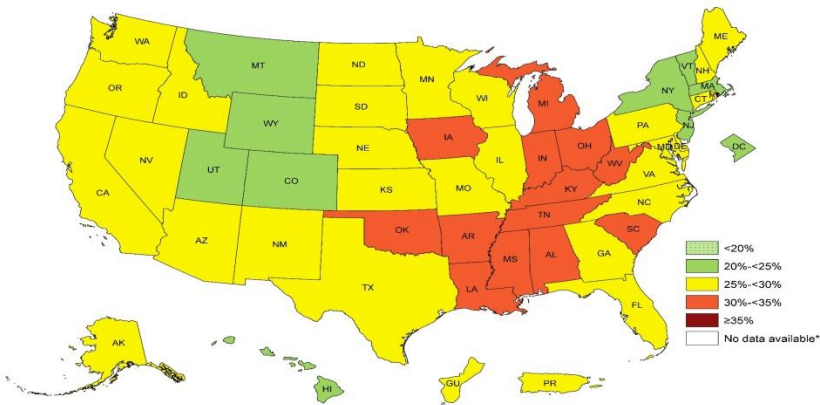 WA
ME
MT
ND
VT
NH
MN
OR
ID
WI
NY
MA
SD
MI
CT
WY
IA
PA
NJ
NE
OH
MD
DE
DC
NV
IL
IN
WV
UT
CO
VA
CA
KS
MO
KY
NC
TN
AZ
NM
OK
AR
SC
MS
AL
GA
TX
LA
FL
AK
HI
GU
PR
<20%
20%-<25%
25%-<30%
30%-<35%
≥35%
No data available*